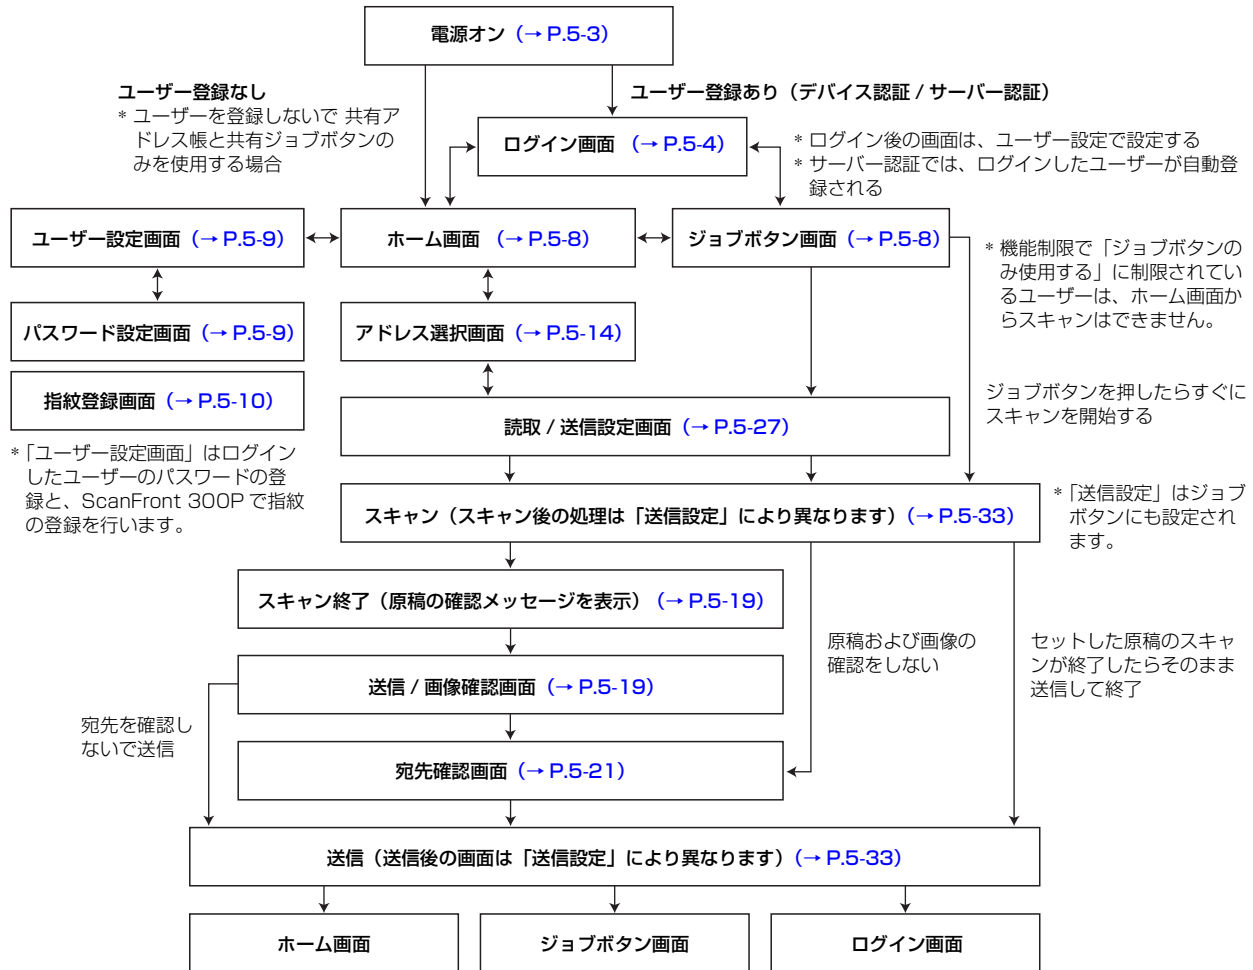 電源オン（→ P.5-3）
ユーザー登録なし
* ユーザーを登録しないで 共有ア
ドレス帳と共有ジョブボタンの
みを使用する場合
ユーザー登録あり（デバイス認証 / サーバー認証）
ログイン画面 （→ P.5-4）
* ログイン後の画面は、ユーザー設定で設定する
* サーバー認証では、ログインしたユーザーが自動登
録される
ユーザー設定画面（→ P.5-9）
ホーム画面 （→ P.5-8）
ジョブボタン画面（→ P.5-8）
* 機能制限で「ジョブボタンの
み使用する」に制限されてい
るユーザーは、ホーム画面か
らスキャンはできません。
パスワード設定画面（→ P.5-9）
アドレス選択画面（→ P.5-14）
指紋登録画面（→ P.5-10）
ジョブボタンを押したらすぐに
スキャンを開始する
読取 / 送信設定画面（→ P.5-27）
*「ユーザー設定画面」はログイン
したユーザーのパスワードの登
録と、ScanFront 300P で指紋
の登録を行います。
スキャン（スキャン後の処理は「送信設定」により異なります）（→ P.5-33）
*「送信設定」はジョブ
ボタンにも設定され
ます。
スキャン終了（原稿の確認メッセージを表示）（→ P.5-19）
原稿および画像の
確認をしない
セットした原稿のスキャ
ンが終了したらそのまま
送信して終了
送信 / 画像確認画面（→ P.5-19）
宛先を確認し
ないで送信
宛先確認画面（→ P.5-21）
送信（送信後の画面は「送信設定」により異なります）（→ P.5-33）
ホーム画面
ジョブボタン画面
ログイン画面